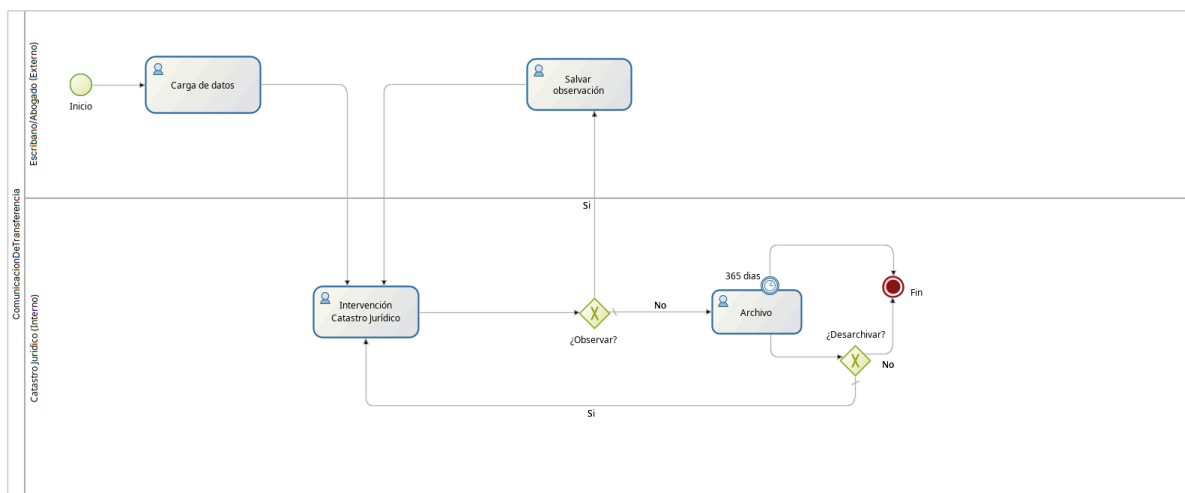 ComunicacionDeTransferencia
Escribano/Abogado (Externo)
Inicio
Carga de datos
Salvar
observación
Si
Catastro Jurídico (Interno)
Intervención
Catastro Jurídico
¿Observar?
No
365 dias
Archivo
Fin
¿Desarchivar?
No
Si